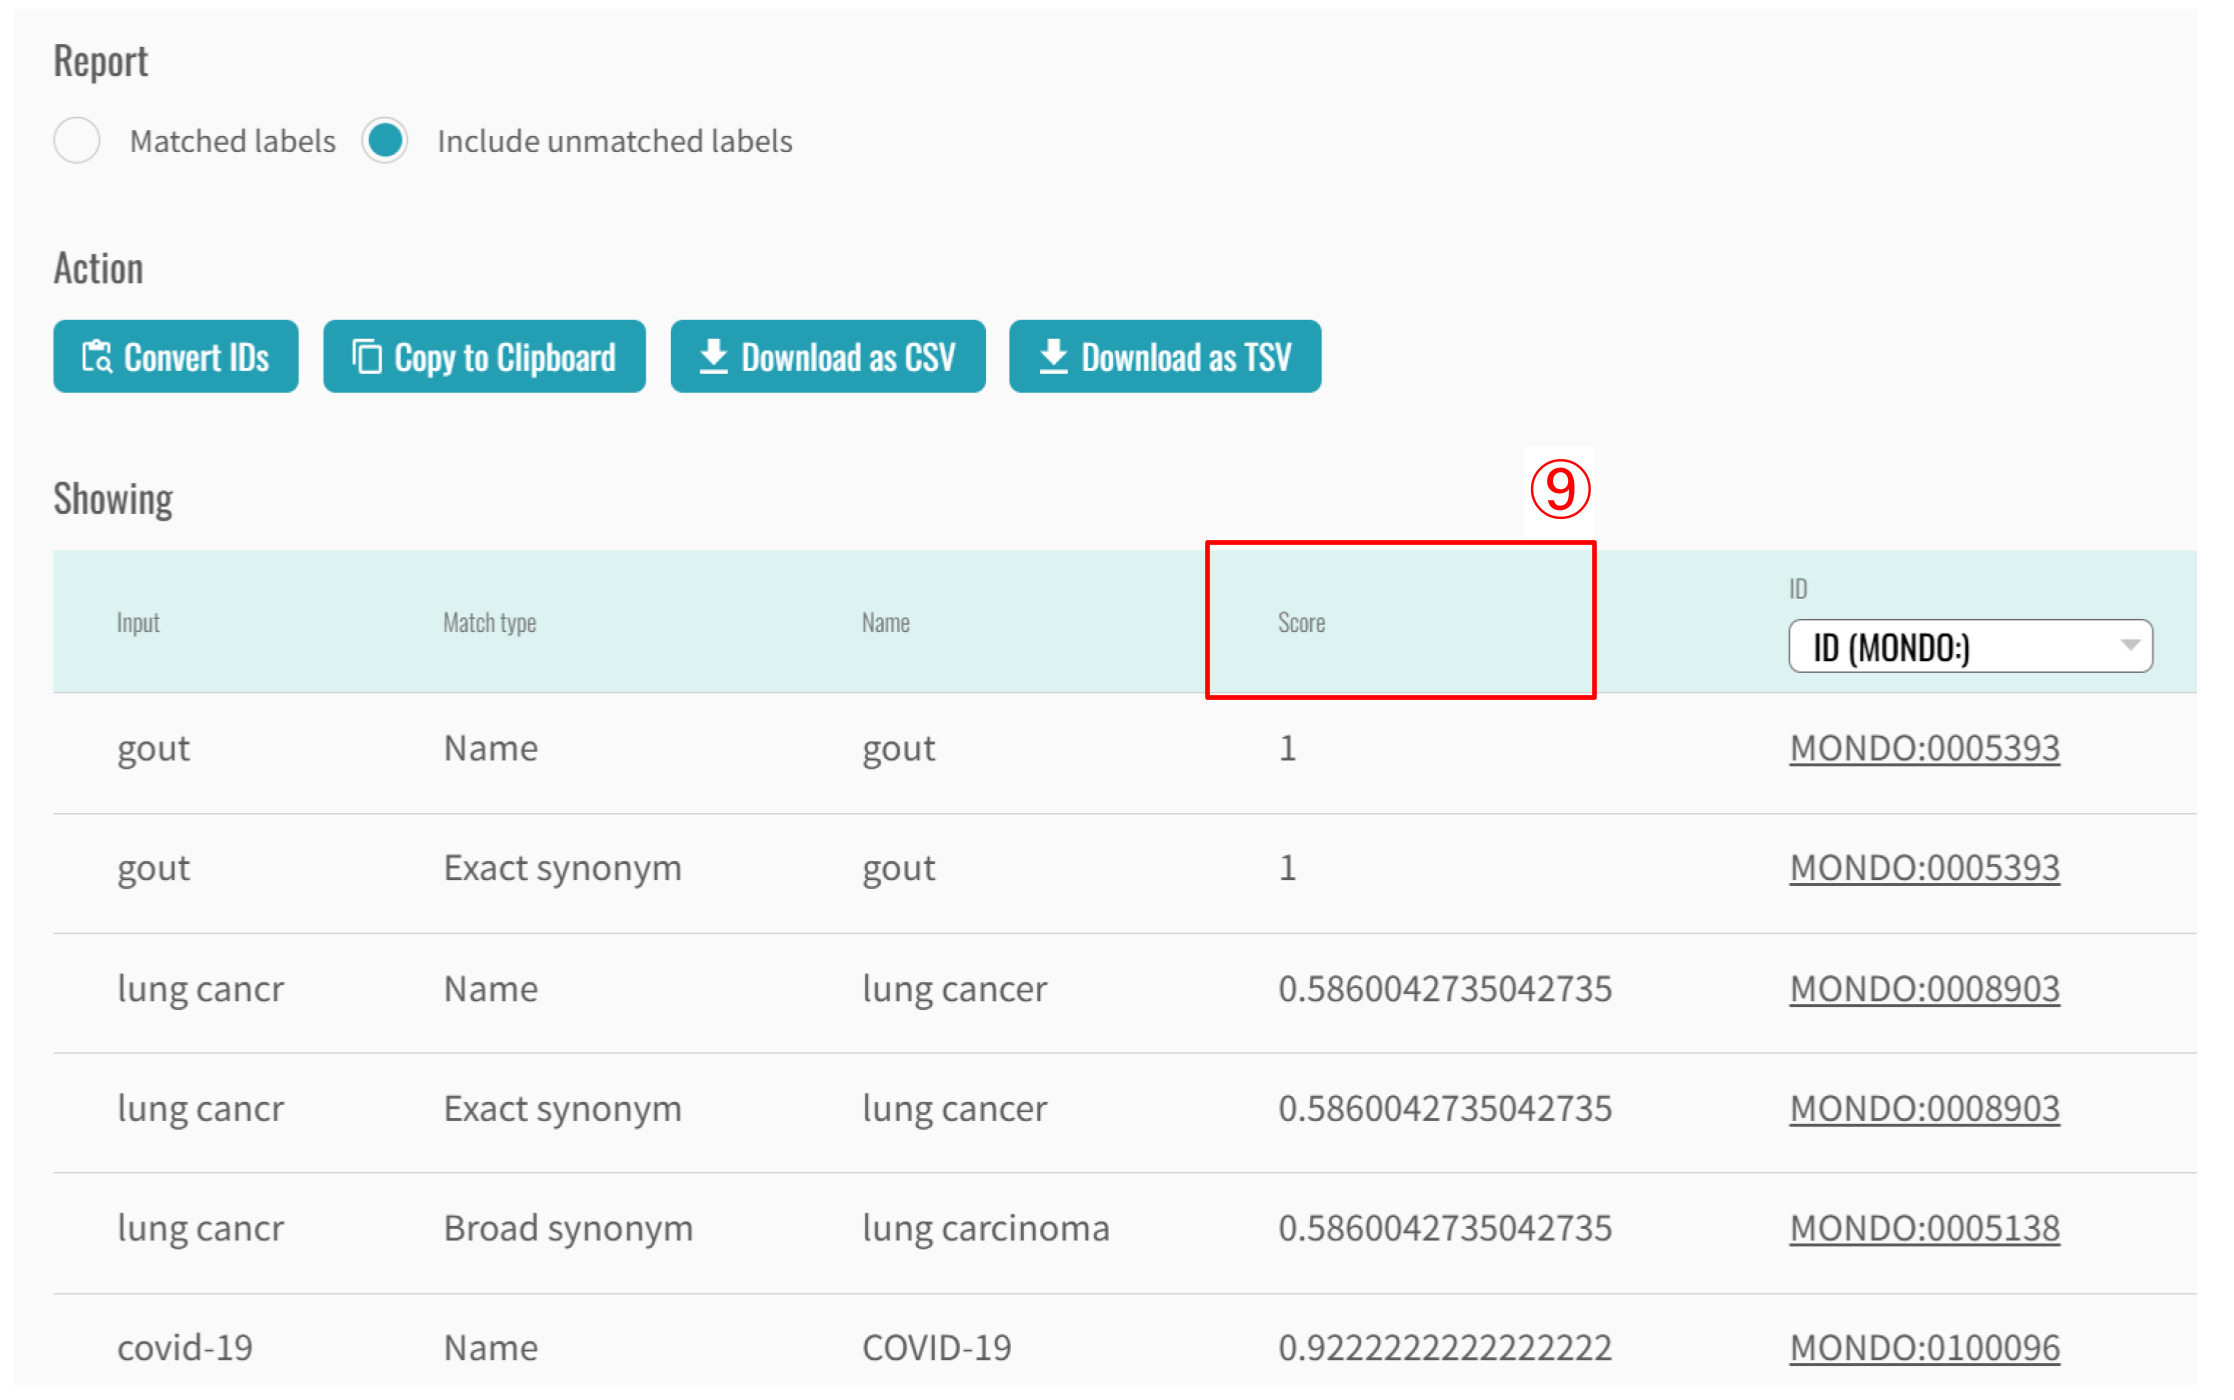 Report
Matched labels Include unmatched labels
Action
Convert IDs Copy to Clipboard Download as CSV Download as TSV
⑨
Showing
Input Match type Name Score ID
ID (MONDO:)
gout Name gout 1 MONDO:0005393
gout Exact synonym gout 1 MONDO:0005393
lung cancr Name lung cancer 0.5860042735042735 MONDO:0008903
lung cancr Exact synonym lung cancer 0.5860042735042735 MONDO:0008903
lung cancr Broad synonym lung carcinoma 0.5860042735042735 MONDO:0005138
covid-19 Name COVID-19 0.9222222222222222 MONDO:0100096